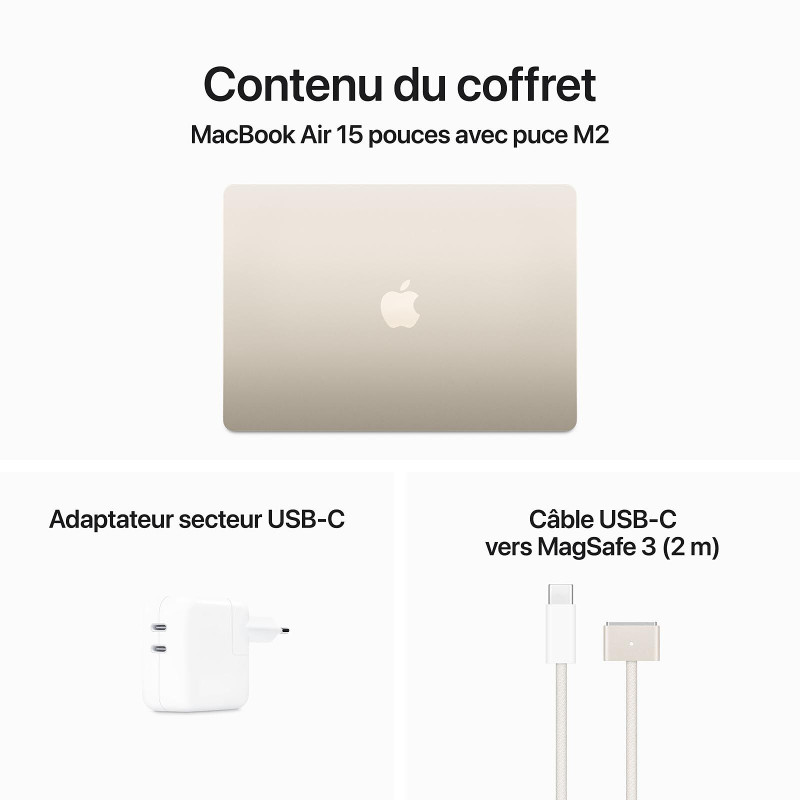 Contenu du coffret
MacBook Air 15 pouces avec puce M2
Adaptateur secteur USB-C
Câble USB-C
vers MagSafe 3 (2 m)